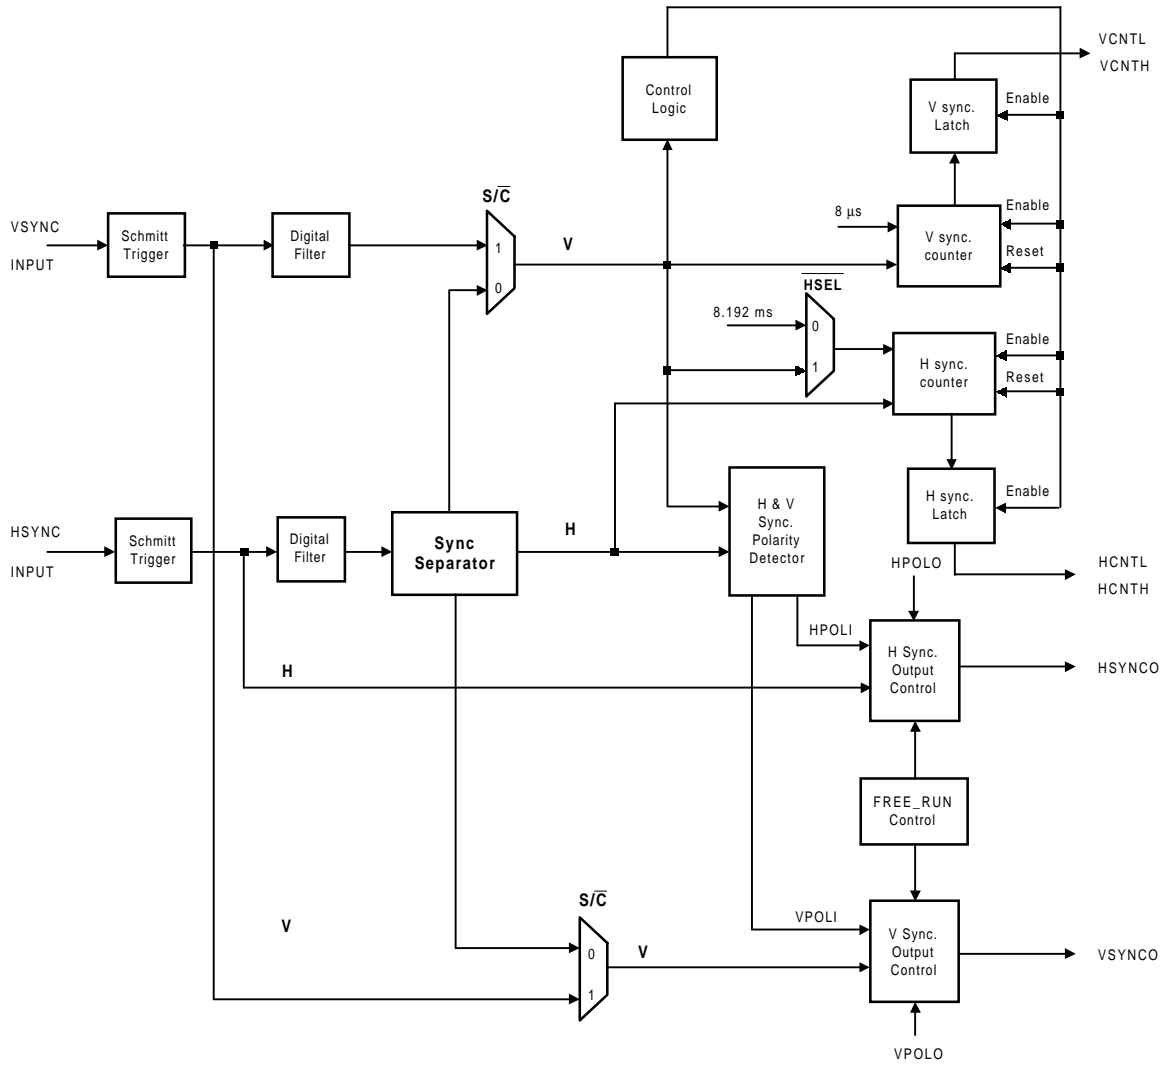 VCNTL
VCNTH
Control
Logic
V sync.
Latch
Enable
S/C
VSYNC
INPUT
Schmitt
Trigger
Digital
Filter
1
0
V
8 µs
V sync.
counter
Enable
Reset
HSEL
8.192 ms
0
1
H sync.
counter
Enable
Reset
H sync.
Latch
Enable
HSYNC
INPUT
Schmitt
Trigger
Digital
Filter
Sync
Separator
H
H & V
Sync.
Polarity
Detector
HPOLO
HCNTL
HCNTH
HPOLI
H
H Sync.
Output
Control
HSYNCO
FREE_RUN
Control
S/C
V
0
1
V
VPOLI
V Sync.
Output
Control
VSYNCO
VPOLO